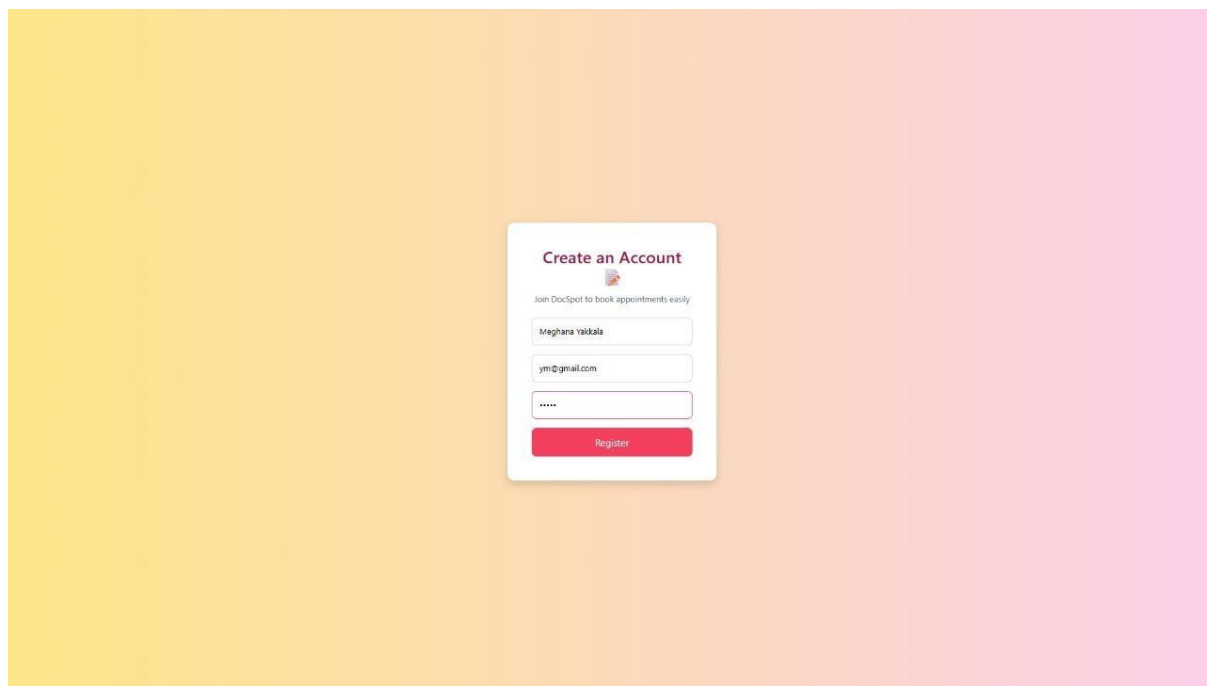 Create an Account
📝
Join DocSpot to book appointments easily
Meghana Yakkala
ym@gmail.com
•••••
Register